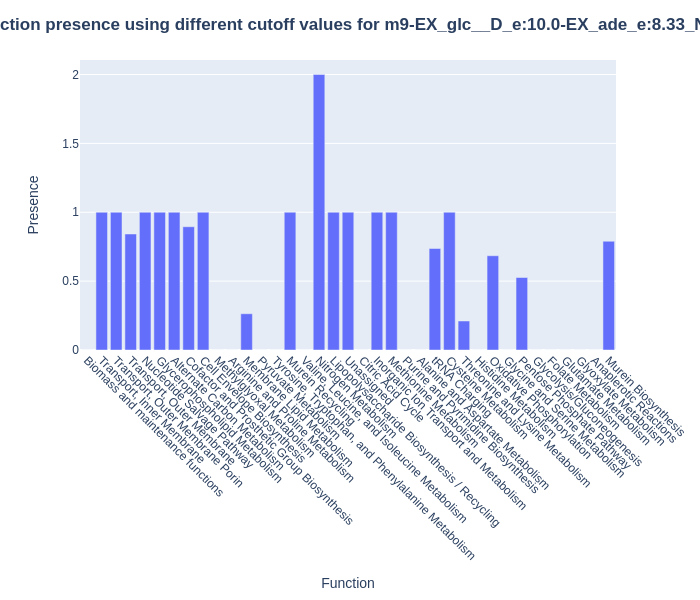 ction presence using different cutoff values for m9-EX_glc__D_e:10.0-EX_ade_e:8.33_N
Presence
2
1.5
1
0.5
0
Biomass and maintenance functions
Transport, Inner Membrane
Transport, Outer Membrane
Transport, Outer Membrane Porin
Nucleotide Salvage Pathway
Glycerophospholipid Metabolism
Alternate Carbon Metabolism
Cofactor and Prosthetic Group Biosynthesis
Cell Envelope Biosynthesis
Methylglyoxal Metabolism
Arginine and Proline Metabolism
Membrane Lipid Metabolism
Pyruvate Metabolism
Tyrosine, Tryptophan, and Phenylalanine Metabolism
Murein Recycling
Valine, Leucine, and Isoleucine Metabolism
Nitrogen Metabolism
Lipopolysaccharide Biosynthesis / Recycling
Unassigned
Citric Acid Cycle
Inorganic Ion Transport and Metabolism
Methionine Metabolism
Purine and Pyrimidine Biosynthesis
Alanine and Aspartate Metabolism
tRNA Charging
Cysteine Metabolism
Threonine and Lysine Metabolism
Histidine Metabolism
Oxidative Phosphorylation
Glycine and Serine Metabolism
Pentose Phosphate Pathway
Glycolysis/Gluconeogenesis
Folate Metabolism
Glutamate Metabolism
Glyoxylate Metabolism
Anaplerotic Reactions
Murein Biosynthesis
Function